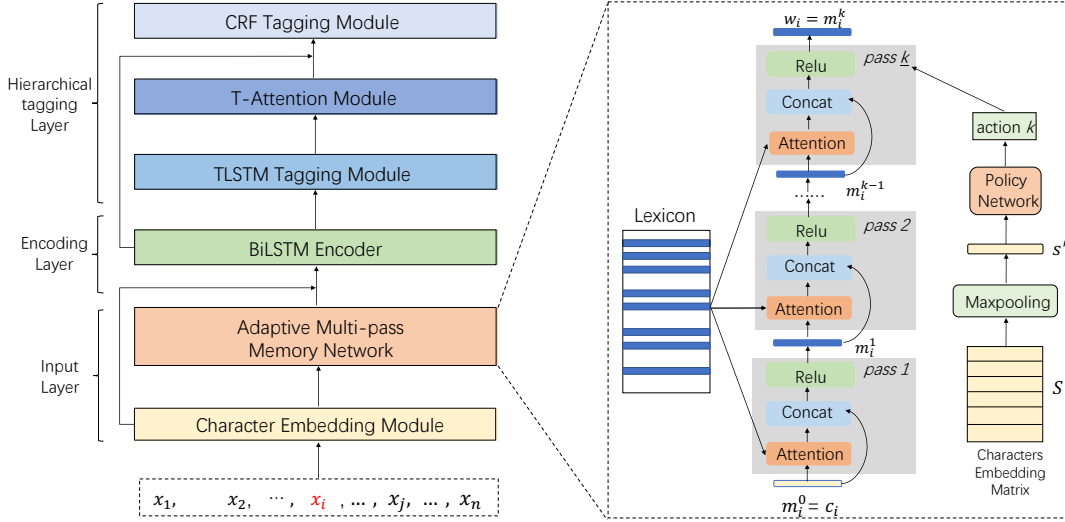 CRF Tagging Module
T-Attention Module
TLSTM Tagging Module
BiLSTM Encoder
Adaptive Multi-pass
Memory Network
Character Embedding Module
x₁, x₂, ⋯, xᵢ, ..., xⱼ, ..., xₙ
Hierarchical
tagging
Layer
Encoding
Layer
Input
Layer
wᵢ = mᵢᵏ
pass k
Relu
Concat
Attention
mᵢᵏ⁻¹
......
pass 2
Relu
Concat
Attention
mᵢ¹
pass 1
Relu
Concat
Attention
mᵢ⁰ = cᵢ
Lexicon
action k
Policy
Network
s'
Maxpooling
S
Characters
Embedding
Matrix